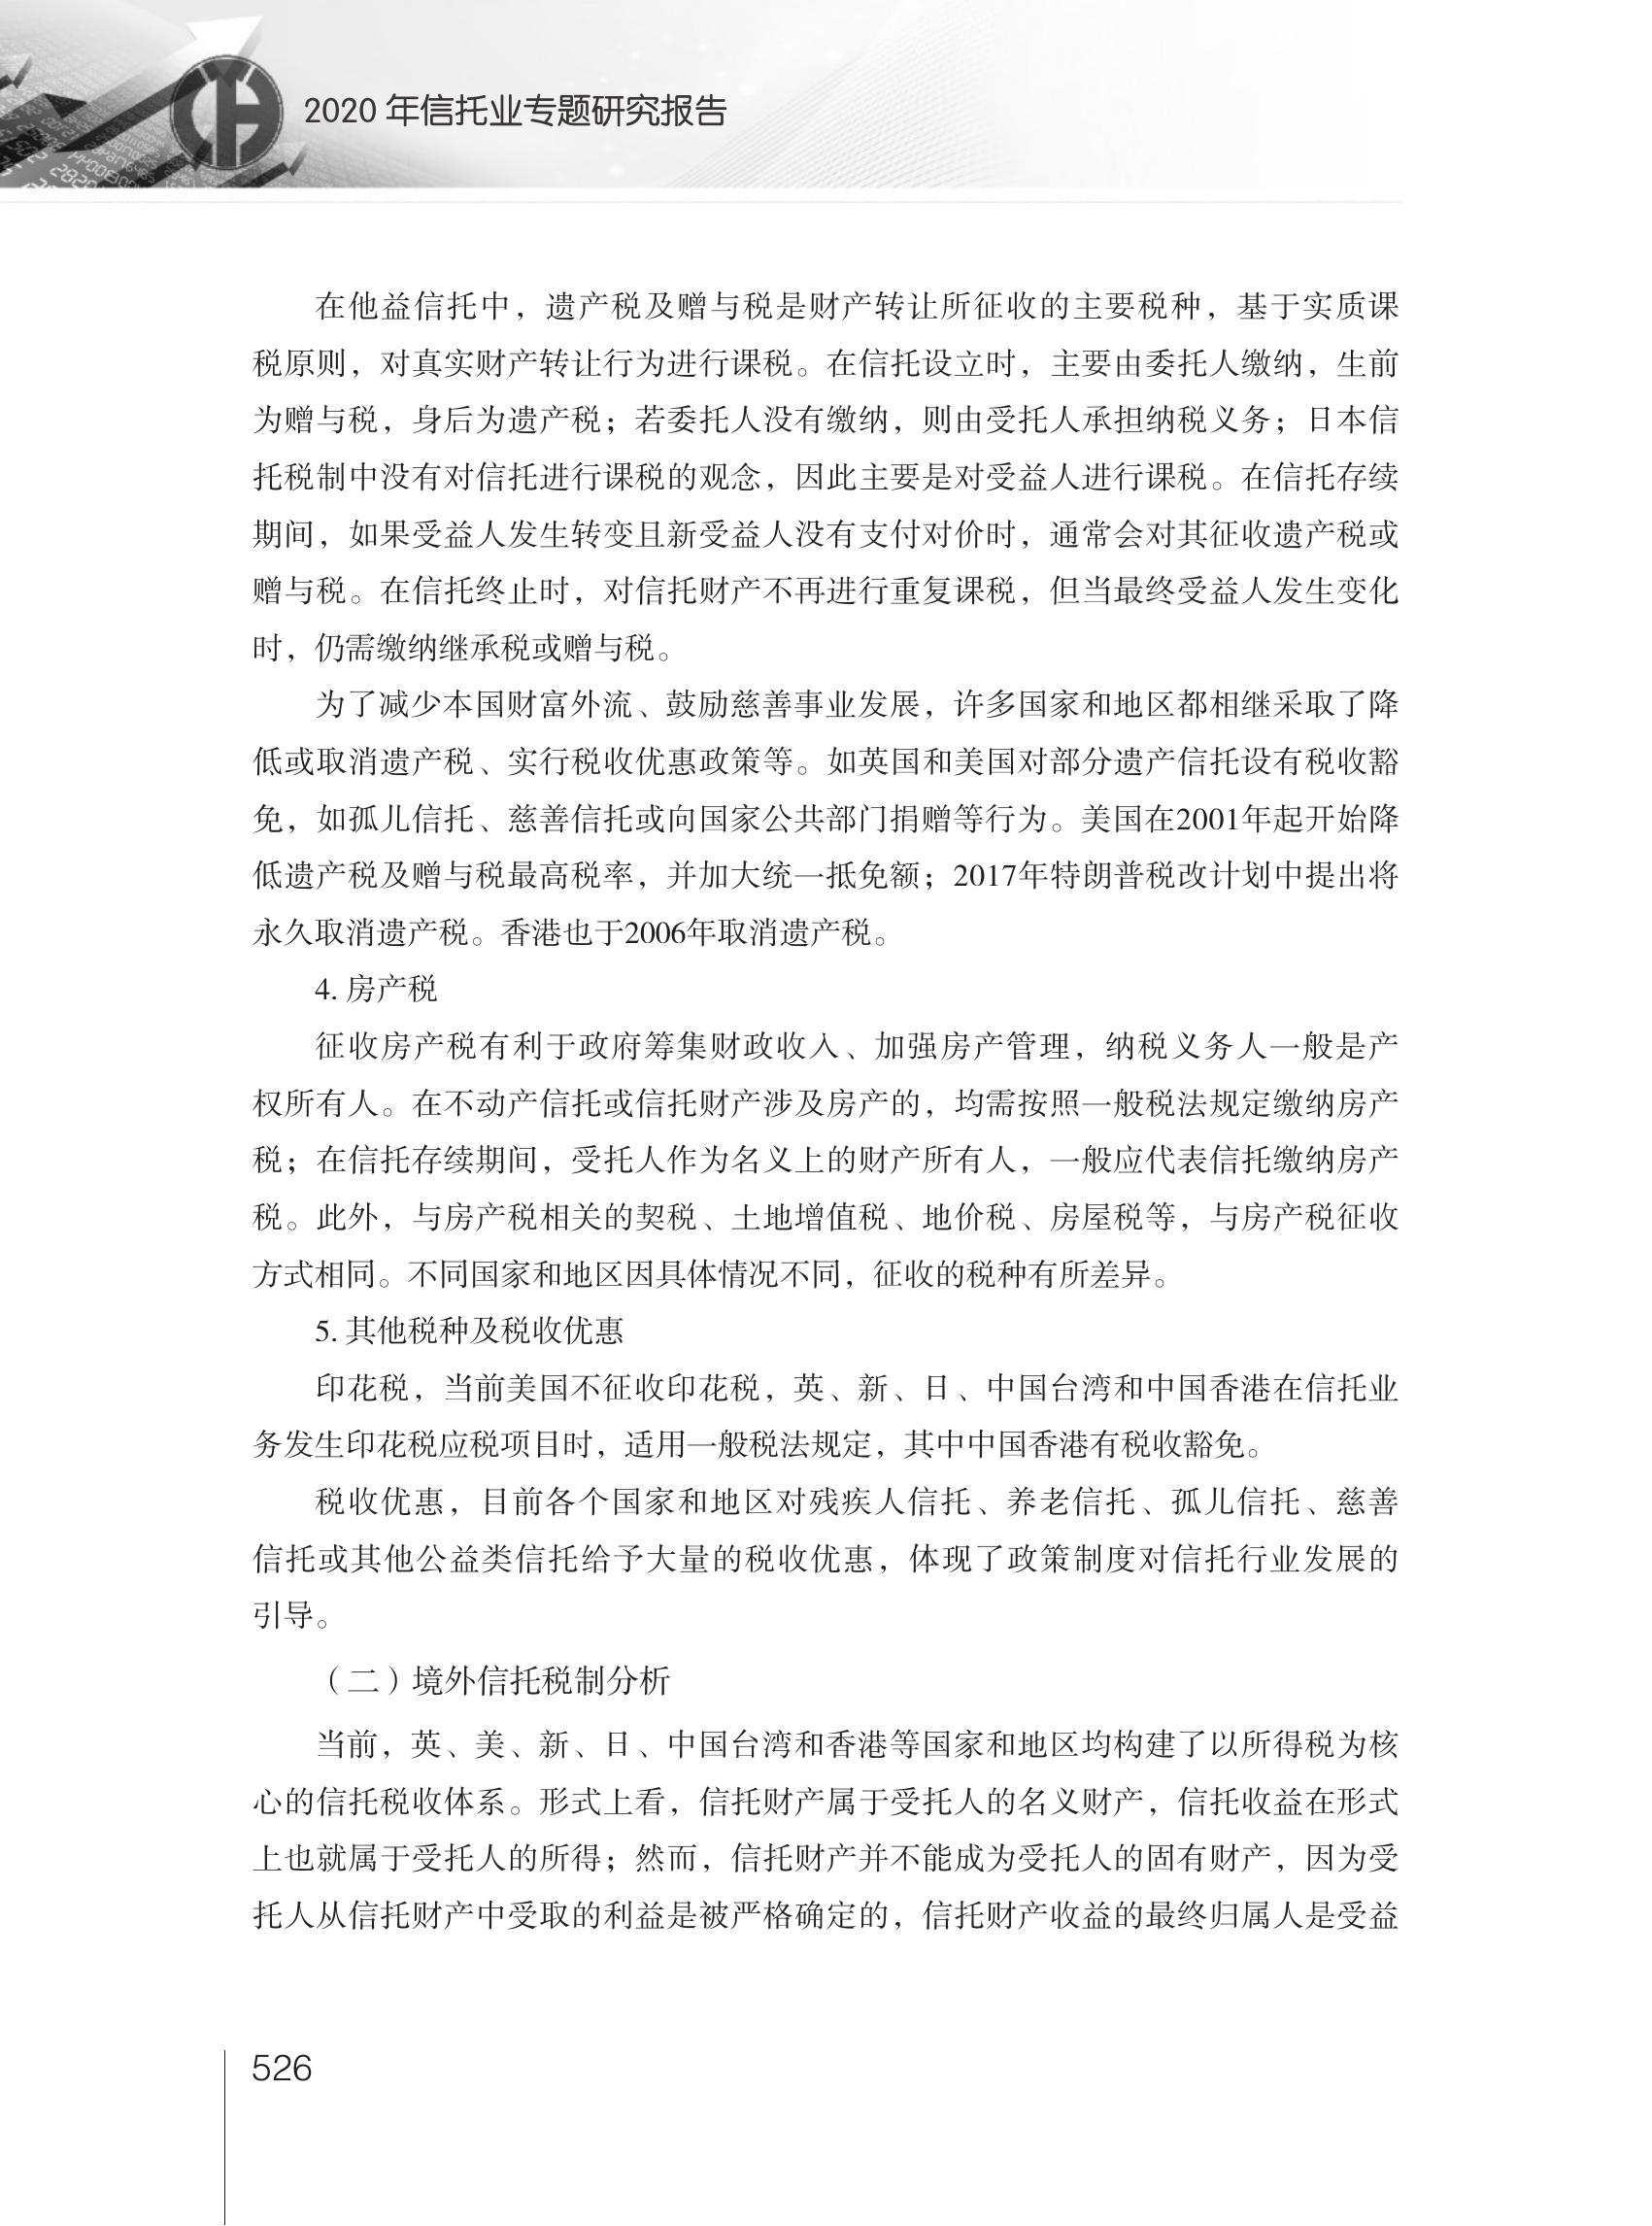 2020 年信托业专题研究报告
在他益信托中，遗产税及赠与税是财产转让所征收的主要税种，基于实质课
税原则，对真实财产转让行为进行课税。在信托设立时，主要由委托人缴纳，生前
为赠与税，身后为遗产税；若委托人没有缴纳，则由受托人承担纳税义务；日本信
托税制中没有对信托进行课税的观念，因此主要是对受益人进行课税。在信托存续
期间，如果受益人发生转变且新受益人没有支付对价时，通常会对其征收遗产税或
赠与税。在信托终止时，对信托财产不再进行重复课税，但当最终受益人发生变化
时，仍需缴纳继承税或赠与税。
为了减少本国财富外流、鼓励慈善事业发展，许多国家和地区都相继采取了降
低或取消遗产税、实行税收优惠政策等。如英国和美国对部分遗产信托设有税收豁
免，如孤儿信托、慈善信托或向国家公共部门捐赠等行为。美国在2001年起开始降
低遗产税及赠与税最高税率，并加大统一抵免额；2017年特朗普税改计划中提出将
永久取消遗产税。香港也于2006年取消遗产税。
4. 房产税
征收房产税有利于政府筹集财政收入、加强房产管理，纳税义务人一般是产
权所有人。在不动产信托或信托财产涉及房产的，均需按照一般税法规定缴纳房产
税；在信托存续期间，受托人作为名义上的财产所有人，一般应代表信托缴纳房产
税。此外，与房产税相关的契税、土地增值税、地价税、房屋税等，与房产税征收
方式相同。不同国家和地区因具体情况不同，征收的税种有所差异。
5. 其他税种及税收优惠
印花税，当前美国不征收印花税，英、新、日、中国台湾和中国香港在信托业
务发生印花税应税项目时，适用一般税法规定，其中中国香港有税收豁免。
税收优惠，目前各个国家和地区对残疾人信托、养老信托、孤儿信托、慈善
信托或其他公益类信托给予大量的税收优惠，体现了政策制度对信托行业发展的
引导。
（二）境外信托税制分析
当前，英、美、新、日、中国台湾和香港等国家和地区均构建了以所得税为核
心的信托税收体系。形式上看，信托财产属于受托人的名义财产，信托收益在形式
上也就属于受托人的所得；然而，信托财产并不能成为受托人的固有财产，因为受
托人从信托财产中受取的利益是被严格确定的，信托财产收益的最终归属人是受益
526